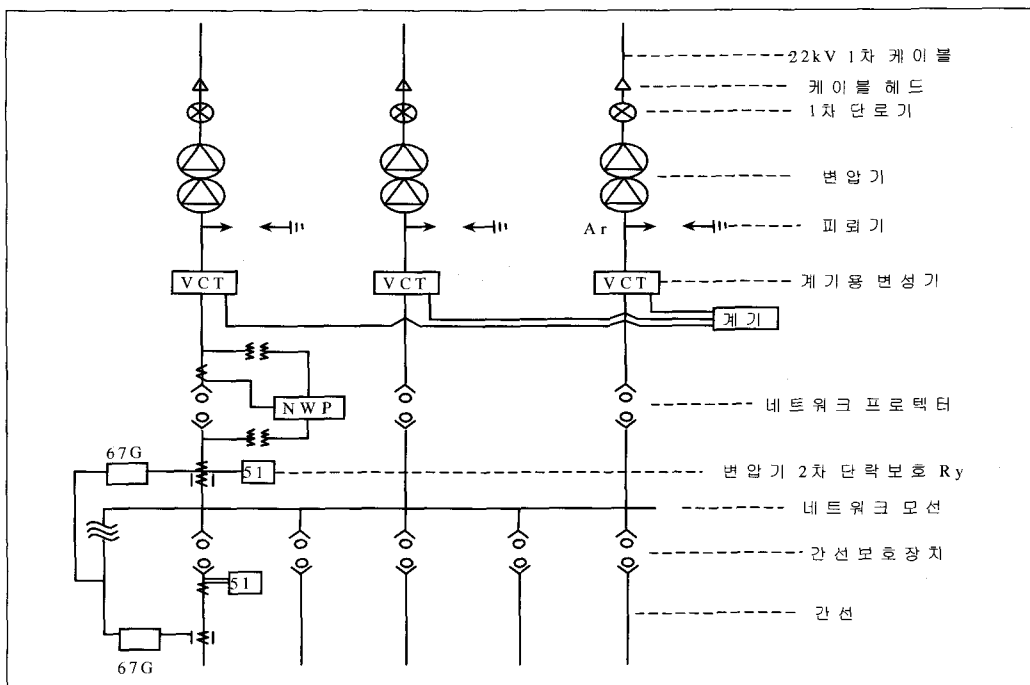 22kV 1차 케이블
케이블 헤드
1차 단로기
변압기
Ar
피뢰기
VCT
VCT
VCT
계기용 변성기
계기
NWP
네트워크 프로텍터
67G
51
변압기 2차 단락보호 Ry
네트워크 모선
간선보호장치
51
간선
67G